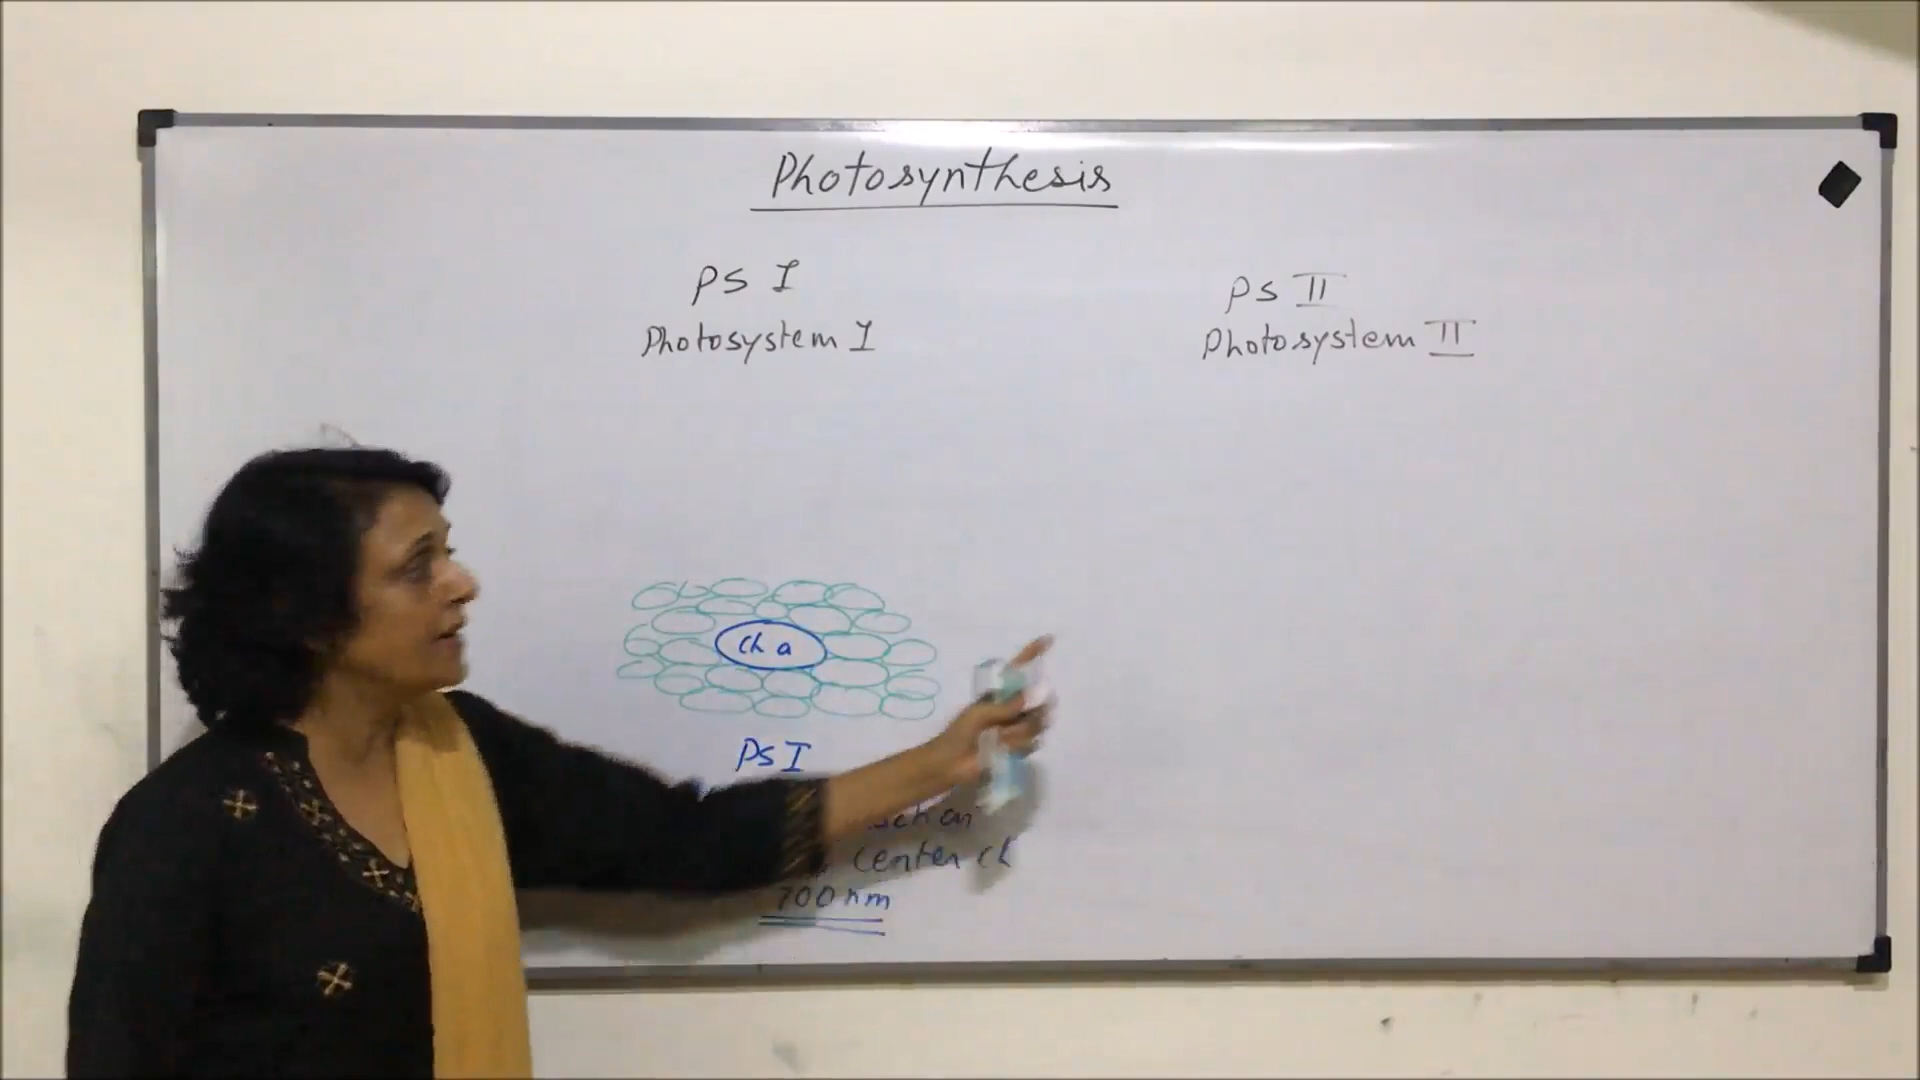 Photosynthesis
PS I
Photosystem I
PS II
Photosystem II
Ch a
PS I
center ch
700 nm